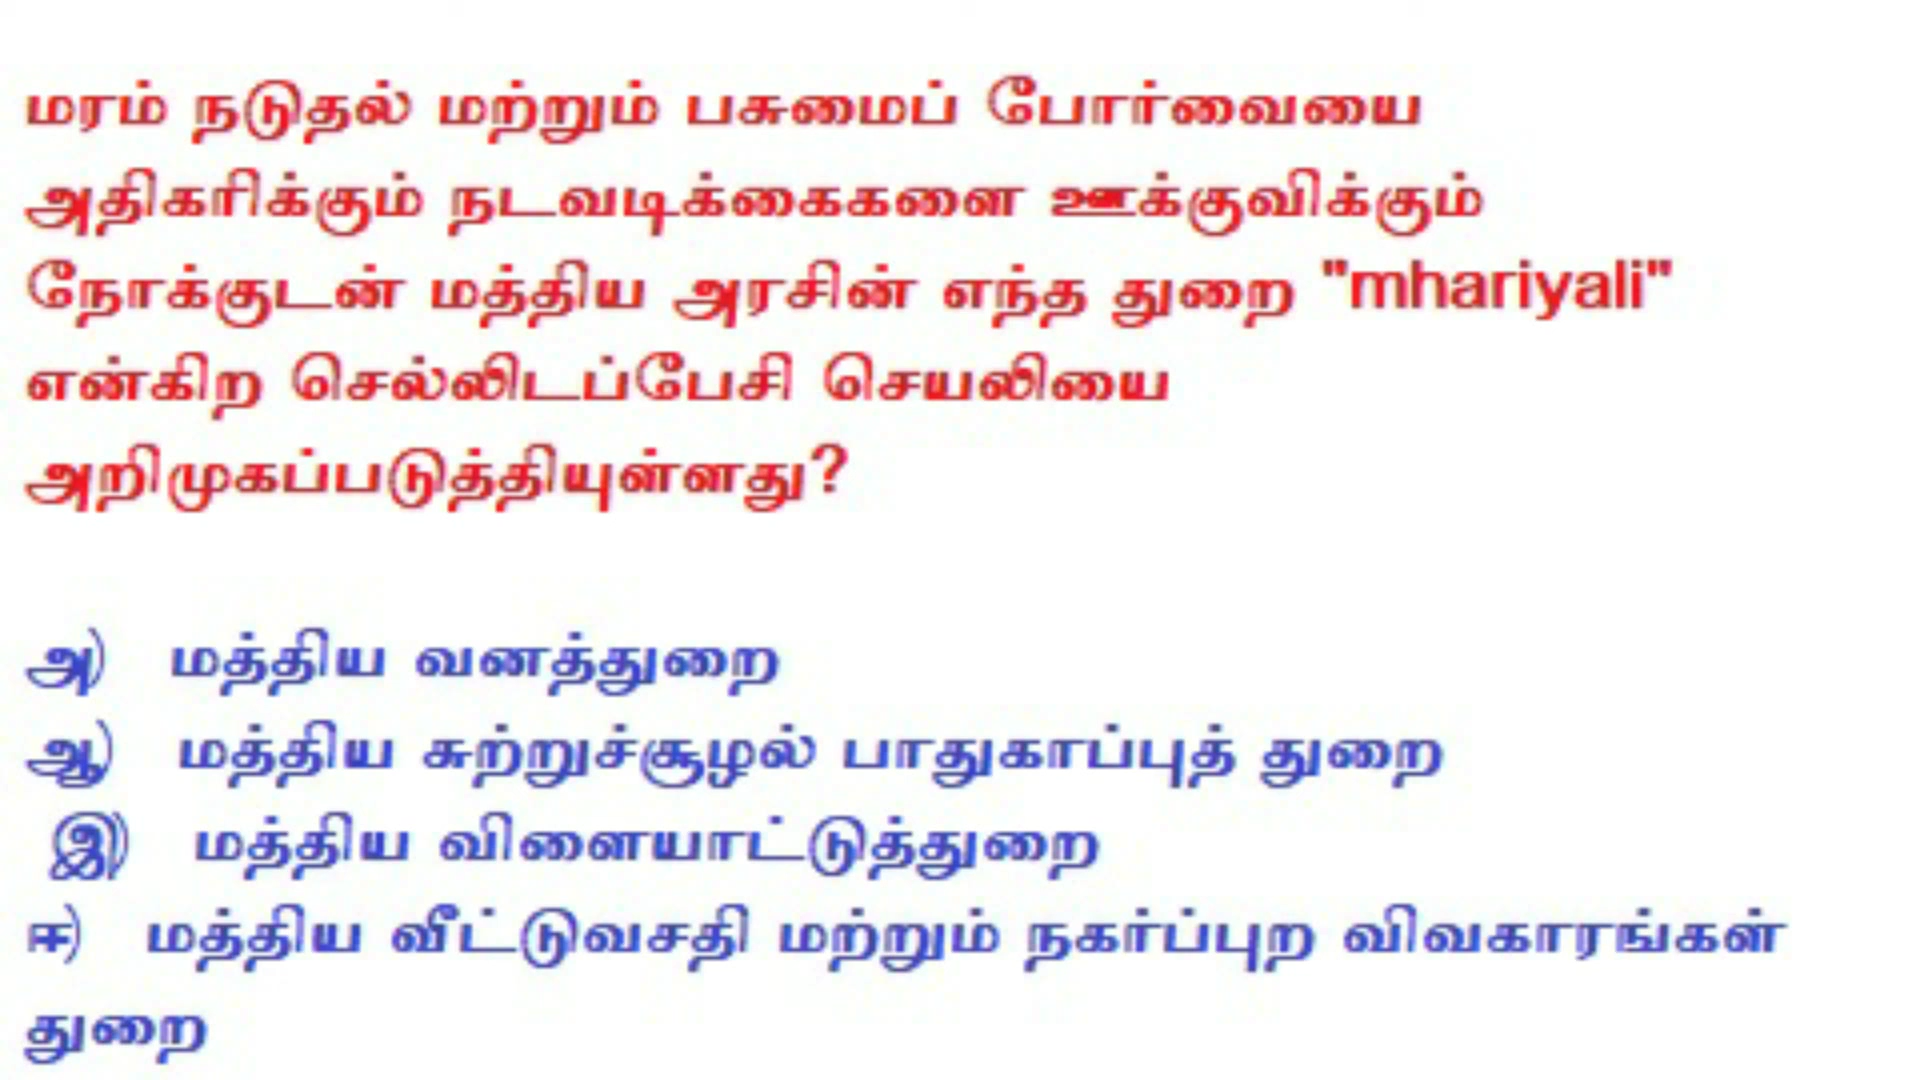 மரம் நடுதல் மற்றும் பசுமைப் போர்வையை
அதிகரிக்கும் நடவடிக்கைகளை ஊக்குவிக்கும்
நோக்குடன் மத்திய அரசின் எந்த துறை "mhariyali"
என்கிற செல்லிடப்பேசி செயலியை
அறிமுகப்படுத்தியுள்ளது?
அ) மத்திய வனத்துறை
ஆ) மத்திய சுற்றுச்சூழல் பாதுகாப்புத் துறை
இ) மத்திய விளையாட்டுத்துறை
ஈ) மத்திய வீட்டுவசதி மற்றும் நகர்ப்புற விவகாரங்கள்
துறை